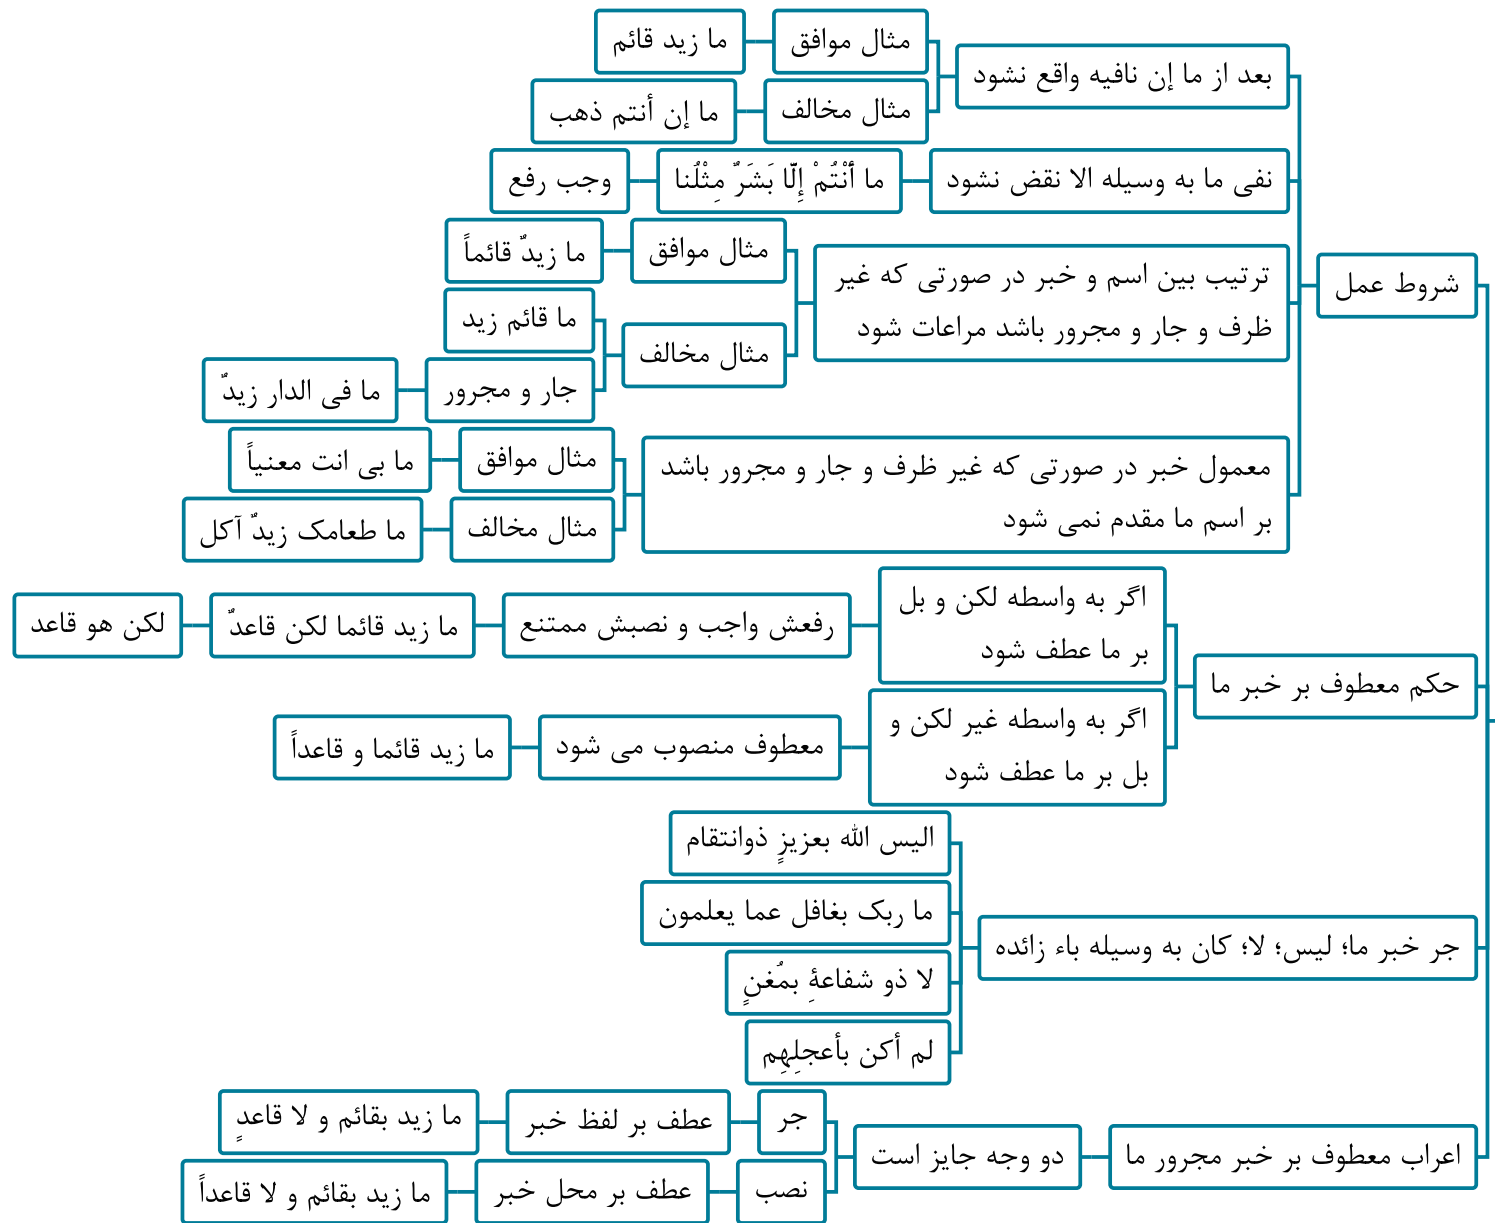 شروط عمل
بعد از ما إن نافیه واقع نشود
مثال موافق
ما زید قائم
مثال مخالف
ما إن أنتم ذهب
نفی ما به وسیله الا نقض نشود
ما أَنْتُمْ إِلَّا بَشَرٌ مِثْلُنا
وجب رفع
ترتیب بین اسم و خبر در صورتی که غیر
ظرف و جار و مجرور باشد مراعات شود
مثال موافق
ما زیدٌ قائماً
مثال مخالف
ما قائم زید
جار و مجرور
ما فی الدار زیدٌ
معمول خبر در صورتی که غیر ظرف و جار و مجرور باشد
بر اسم ما مقدم نمی شود
مثال موافق
ما بی انت معنیاً
مثال مخالف
ما طعامک زیدٌ آکل
حکم معطوف بر خبر ما
اگر به واسطه لکن و بل
بر ما عطف شود
رفعش واجب و نصبش ممتنع
ما زید قائما لکن قاعدٌ
لکن هو قاعد
اگر به واسطه غیر لکن و
بل بر ما عطف شود
معطوف منصوب می شود
ما زید قائما و قاعداً
جر خبر ما؛ لیس؛ لا؛ کان به وسیله باء زائده
الیس الله بعزیزٍ ذوانتقام
ما ربک بغافل عما یعلمون
لا ذو شفاعةِ بمُغنٍ
لم أکن بأعجلِهِم
اعراب معطوف بر خبر مجرور ما
دو وجه جایز است
جر
عطف بر لفظ خبر
ما زید بقائم و لا قاعدٍ
نصب
عطف بر محل خبر
ما زید بقائم و لا قاعداً